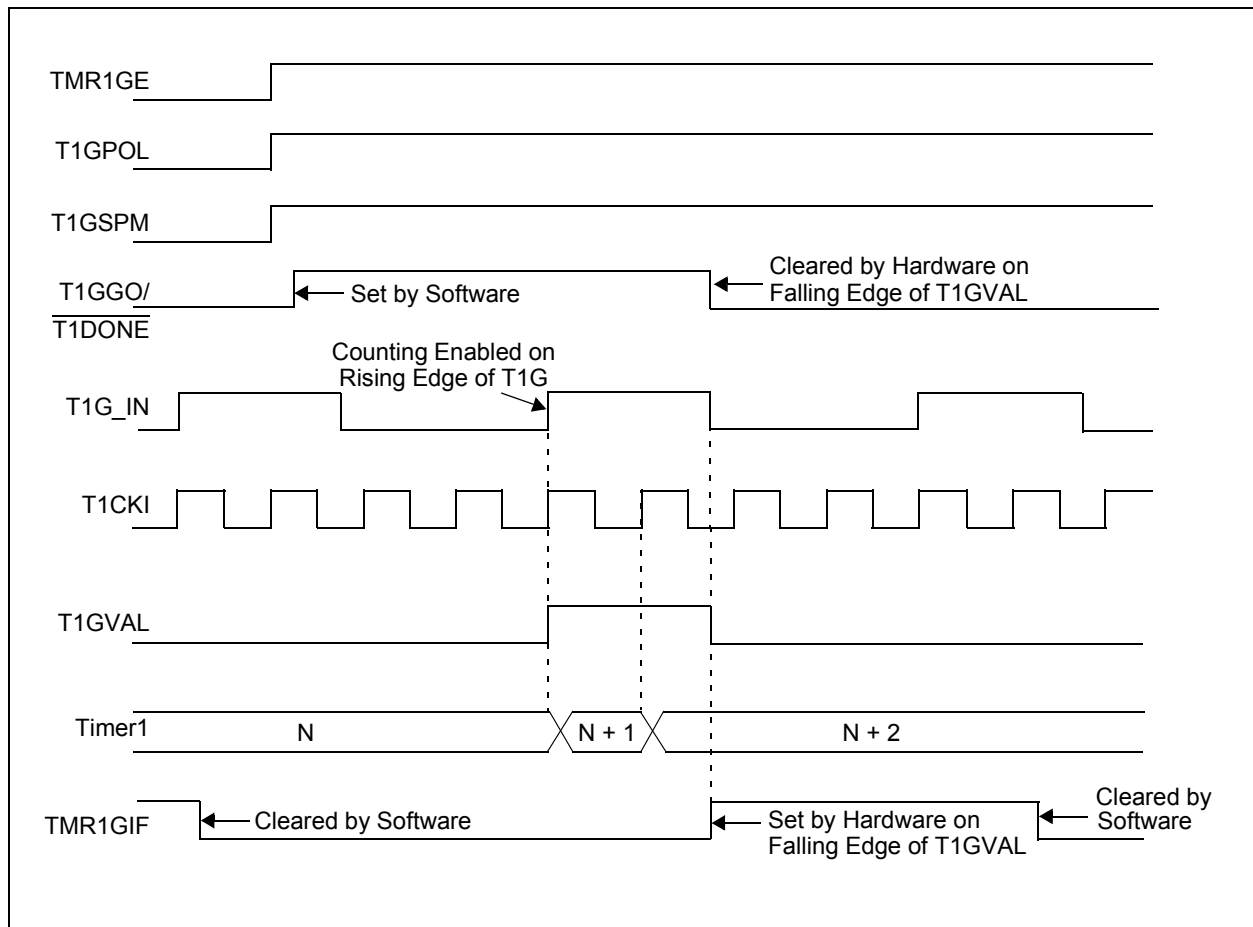 TMR1GE
T1GPOL
T1GSPM
T1GGO/
T1DONE
Set by Software
Cleared by Hardware on
Falling Edge of T1GVAL
Counting Enabled on
Rising Edge of T1G
T1G_IN
T1CKI
T1GVAL
Timer1
N
N + 1
N + 2
TMR1GIF
Cleared by Software
Set by Hardware on
Falling Edge of T1GVAL
Cleared by
Software